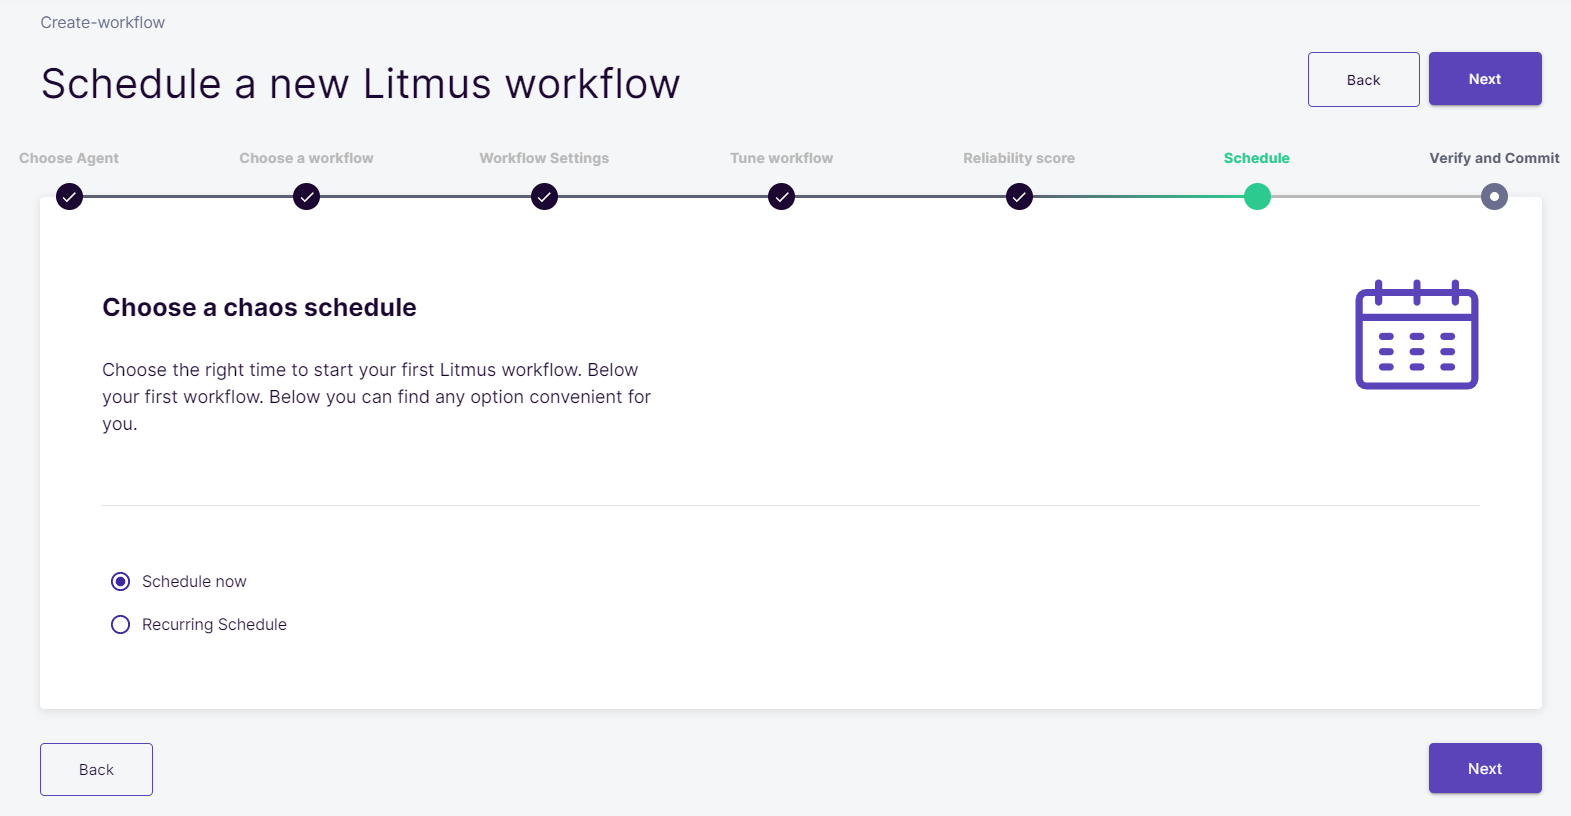 Create-workflow
Schedule a new Litmus workflow
Back
Next
Choose Agent
Choose a workflow
Workflow Settings
Tune workflow
Reliability score
Schedule
Verify and Commit
Choose a chaos schedule
Choose the right time to start your first Litmus workflow. Below
your first workflow. Below you can find any option convenient for
you.
Schedule now
Recurring Schedule
Back
Next